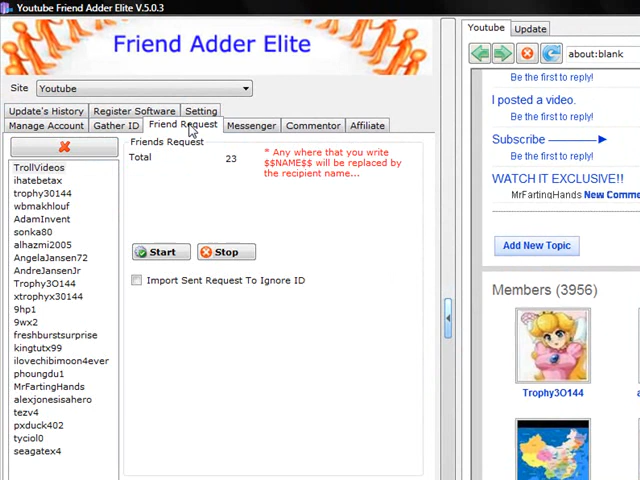 Youtube Friend Adder Elite V.5.0.3
Friend Adder Elite
Site Youtube
Update's History Register Software Setting
Manage Account Gather ID Friend Request Messenger Commentor Affiliate
Friends Request
Total 23
* Any where that you write
$$NAME$$ will be replaced by
the recipient name...
Start Stop
Import Sent Request To Ignore ID
TrollVideos
ihatebetax
trophy30144
wbmakhlouf
AdamInvent
sonka80
alhazmi2005
AngelaJansen72
AndreJansenJr
Trophy3O144
xtrophyx30144
9hp1
9wx2
freshburstsurprise
kingtutx99
ilovechibimoon4ever
phoungdu1
MrFartingHands
alexjonesisahero
tezv4
pxduck402
tyciol0
seagatex4
Youtube Update
about:blank
Be the first to reply!
I posted a video.
Be the first to reply!
Subscribe
Be the first to reply!
WATCH IT EXCLUSIVE!!
MrFartingHands New Comme
Add New Topic
Members (3956)
Trophy3O144